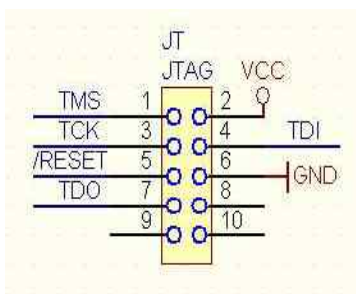 JT
JTAG VCC
TMS 1 2
TCK 3 4 TDI
/RESET 5 6 GND
TDO 7 8
9 10